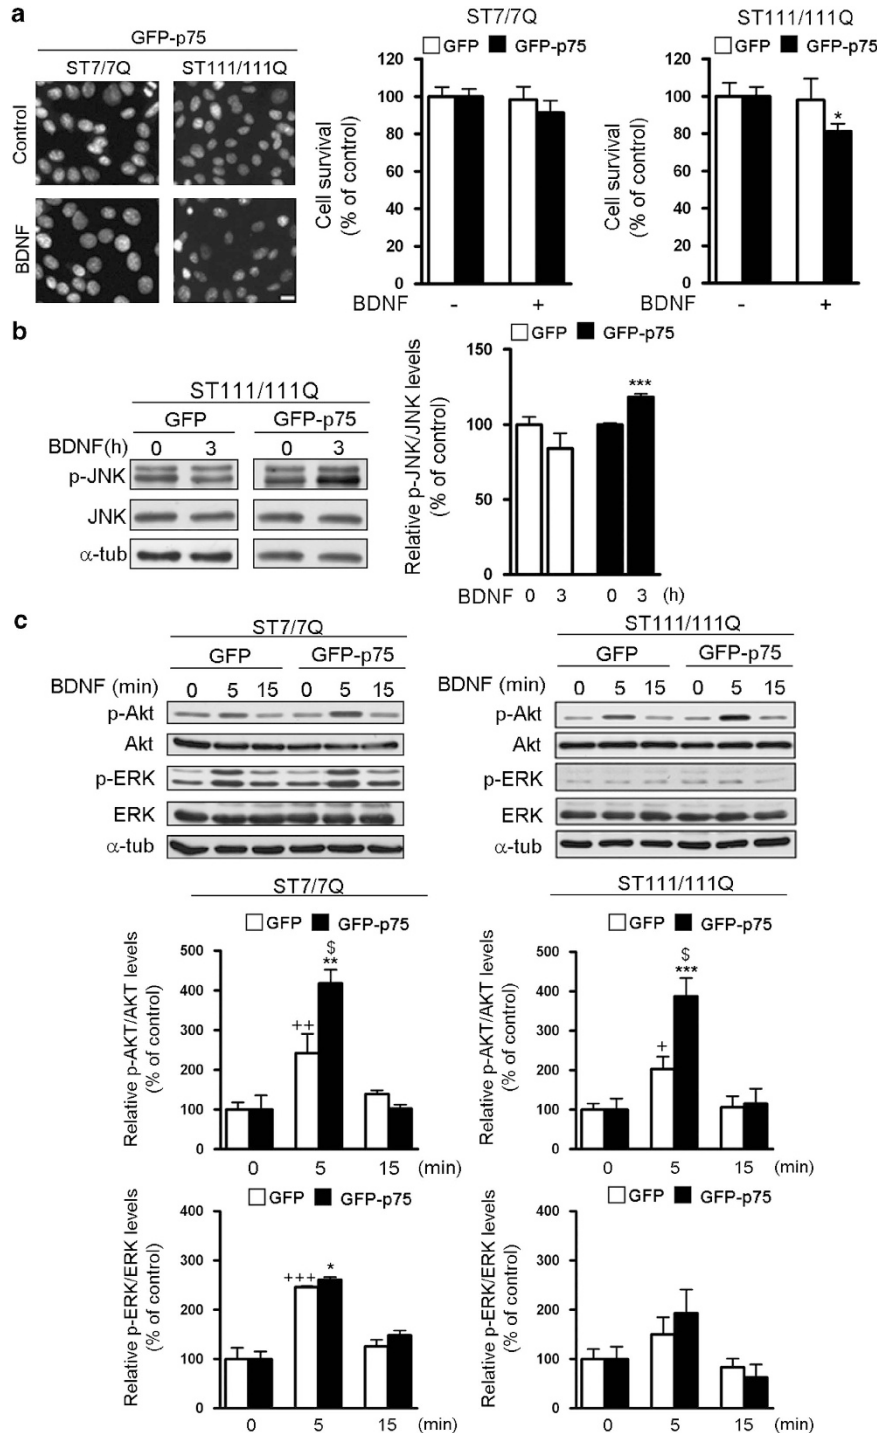 a
GFP-p75
ST7/7Q ST111/111Q
Control
BDNF
ST7/7Q
GFP GFP-p75
Cell survival
(% of control)
120
100
80
60
40
20
0
BDNF - +
ST111/111Q
GFP GFP-p75
Cell survival
(% of control)
120
100
80
60
40
20
0
*
BDNF - +
b
ST111/111Q
GFP GFP-p75
BDNF(h) 0 3 0 3
p-JNK
JNK
α-tub
GFP GFP-p75
Relative p-JNK/JNK levels
(% of control)
150
100
50
0
***
BDNF 0 3 0 3 (h)
c
ST7/7Q
GFP GFP-p75
BDNF (min) 0 5 15 0 5 15
p-Akt
Akt
p-ERK
ERK
α-tub
ST111/111Q
GFP GFP-p75
BDNF (min) 0 5 15 0 5 15
p-Akt
Akt
p-ERK
ERK
α-tub
ST7/7Q
GFP GFP-p75
Relative p-AKT/AKT levels
(% of control)
500
400
300
200
100
0
++
$
**
0 5 15 (min)
ST111/111Q
GFP GFP-p75
Relative p-AKT/AKT levels
(% of control)
500
400
300
200
100
0
+
$
***
0 5 15 (min)
GFP GFP-p75
Relative p-ERK/ERK levels
(% of control)
400
300
200
100
0
+++
*
0 5 15 (min)
GFP GFP-p75
Relative p-ERK/ERK levels
(% of control)
400
300
200
100
0
0 5 15 (min)